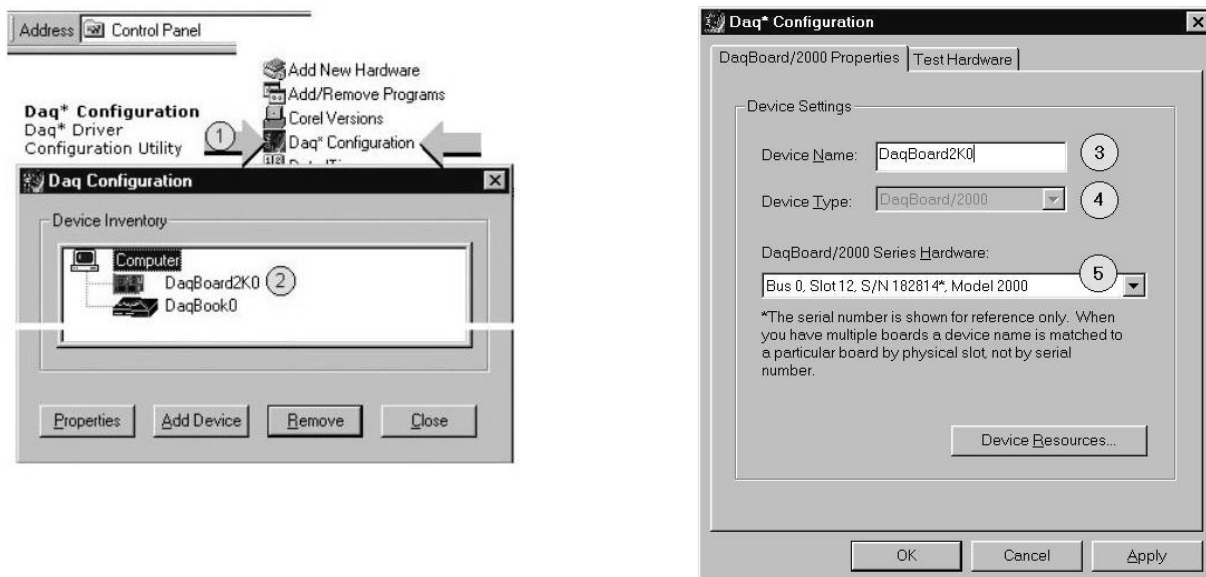 Address Control Panel
Add New Hardware
Add/Remove Programs
Corel Versions
Daq* Configuration
Daq* Configuration
Daq* Driver
Configuration Utility
1
Daq Configuration
Device Inventory
Computer
DaqBoard2K0 2
DaqBook0
Properties Add Device Remove Close
Daq* Configuration
DaqBoard/2000 Properties Test Hardware
Device Settings
Device Name: DaqBoard2K0 3
Device Type: DaqBoard/2000 4
DaqBoard/2000 Series Hardware:
5
Bus 0, Slot 12, S/N 182814*, Model 2000
*The serial number is shown for reference only. When
you have multiple boards a device name is matched to
a particular board by physical slot, not by serial
number.
Device Resources...
OK Cancel Apply